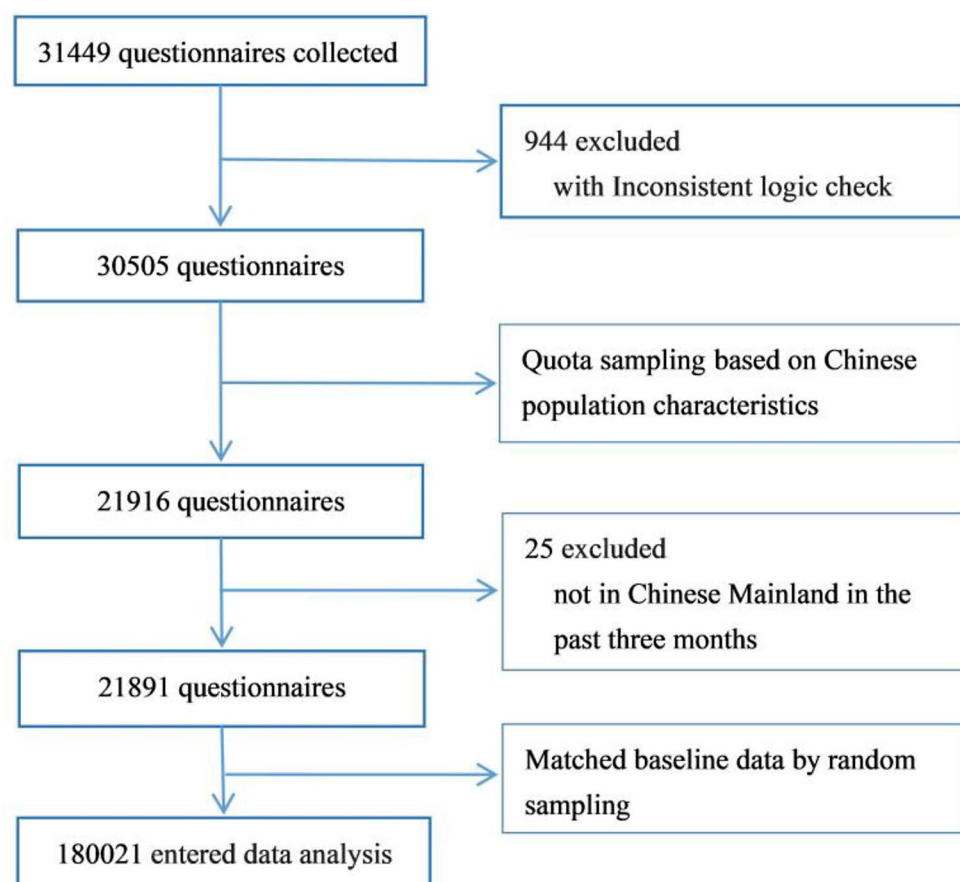 31449 questionnaires collected
944 excluded
with Inconsistent logic check
30505 questionnaires
Quota sampling based on Chinese
population characteristics
21916 questionnaires
25 excluded
not in Chinese Mainland in the
past three months
21891 questionnaires
Matched baseline data by random
sampling
180021 entered data analysis